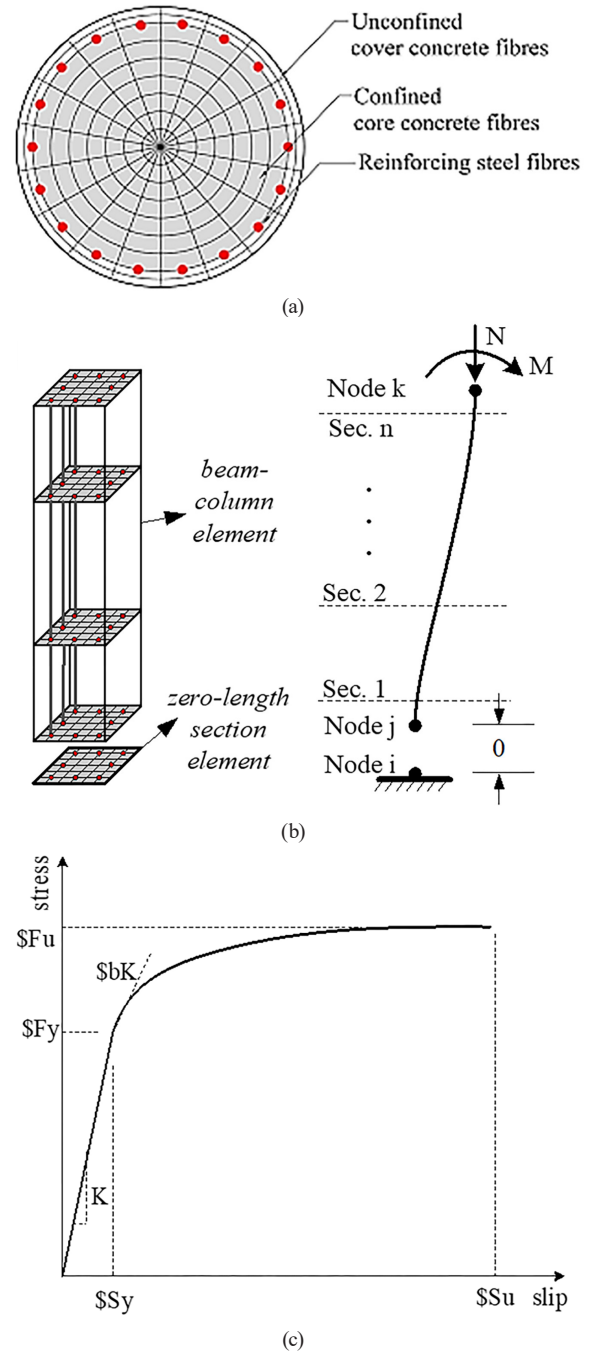 Unconfined
cover concrete fibres
Confined
core concrete fibres
Reinforcing steel fibres
(a)
beam-
column
element
zero-length
section
element
N
M
Node k
Sec. n
Sec. 2
Sec. 1
Node j
0
Node i
(b)
stress
$Fu
$bK
$Fy
K
$Sy
$Su slip
(c)